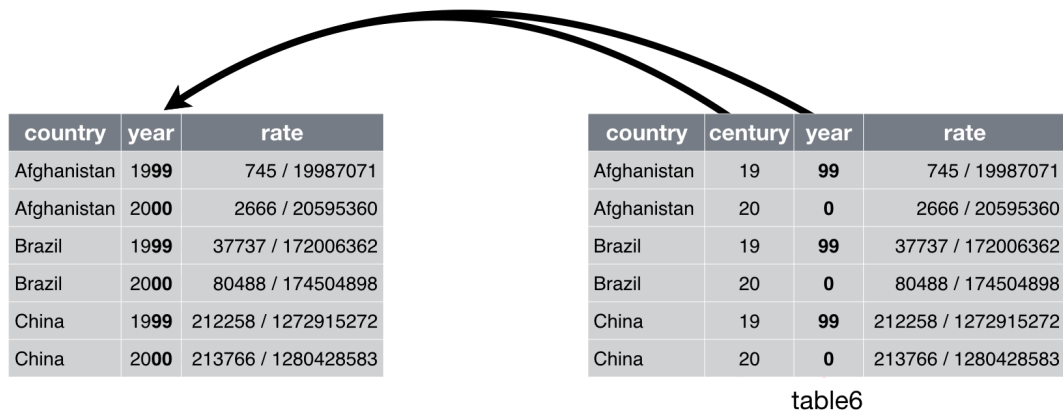 country year rate
Afghanistan 1999 745 / 19987071
Afghanistan 2000 2666 / 20595360
Brazil 1999 37737 / 172006362
Brazil 2000 80488 / 174504898
China 1999 212258 / 1272915272
China 2000 213766 / 1280428583
country century year rate
Afghanistan 19 99 745 / 19987071
Afghanistan 20 0 2666 / 20595360
Brazil 19 99 37737 / 172006362
Brazil 20 0 80488 / 174504898
China 19 99 212258 / 1272915272
China 20 0 213766 / 1280428583
table6